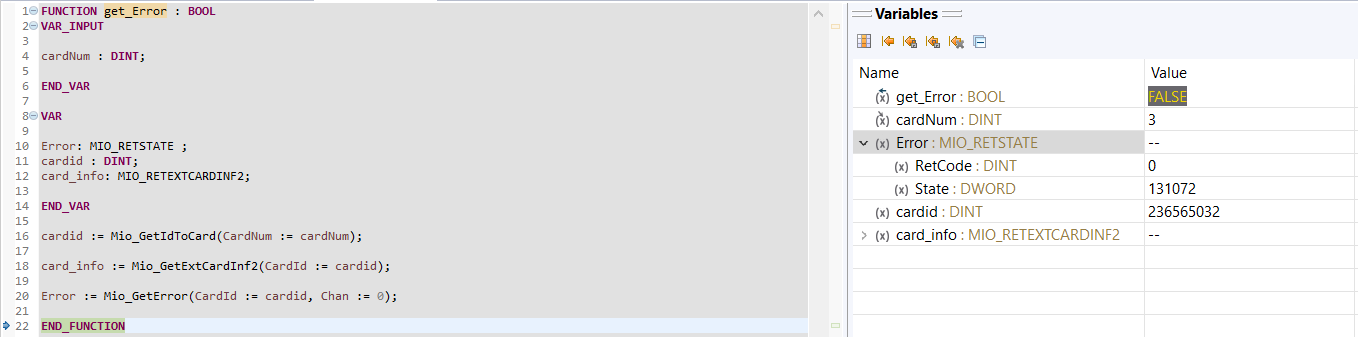 1 FUNCTION get_Error : BOOL
2 VAR_INPUT
3
4 cardNum : DINT;
5
6 END_VAR
7
8 VAR
9
10 Error: MIO_RETSTATE ;
11 cardid : DINT;
12 card_info: MIO_RETEXTCARDINF2;
13
14 END_VAR
15
16 cardid := Mio_GetIdToCard(CardNum := cardNum);
17
18 card_info := Mio_GetExtCardInf2(CardId := cardid);
19
20 Error := Mio_GetError(CardId := cardid, Chan := 0);
21
22 END_FUNCTION
Variables
Name Value
(x) get_Error : BOOL FALSE
(x) cardNum : DINT 3
(x) Error : MIO_RETSTATE --
(x) RetCode : DINT 0
(x) State : DWORD 131072
(x) cardid : DINT 236565032
(x) card_info : MIO_RETEXTCARDINF2 --